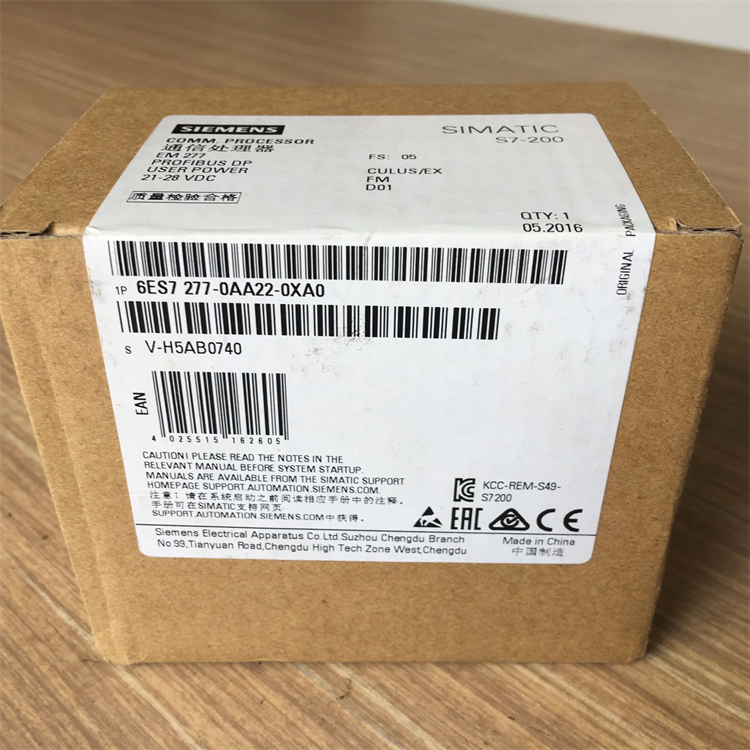 SIEMENS
SIMATIC
S7-200
COMM. PROCESSOR
通信处理器
EM 277
PROFIBUS DP
USER POWER
21-28 VDC
质量检验合格
FS: 05
CULUS/EX
FM
D01
QTY: 1
05.2016
ORIGINAL PACKAGING
1P 6ES7 277-0AA22-0XA0
S V-H5AB0740
EAN
4 025515 162605
CAUTION! PLEASE READ THE NOTES IN THE
RELEVANT MANUAL BEFORE SYSTEM STARTUP.
MANUALS ARE AVAILABLE FROM THE SIMATIC SUPPORT
HOMEPAGE SUPPORT.AUTOMATION.SIEMENS.COM
注意! 请在系统启动之前阅读相应手册中的注释。
手册可在SIMATIC支持网页
SUPPORT.AUTOMATION.SIEMENS.COM中获得。
KCC-REM-S49-
S7200
EAC CE
Siemens Electrical Apparatus Co.Ltd.Suzhou Chengdu Branch
No.99,Tianyuan Road,Chengdu High Tech Zone West,Chengdu
Made in China
中国制造